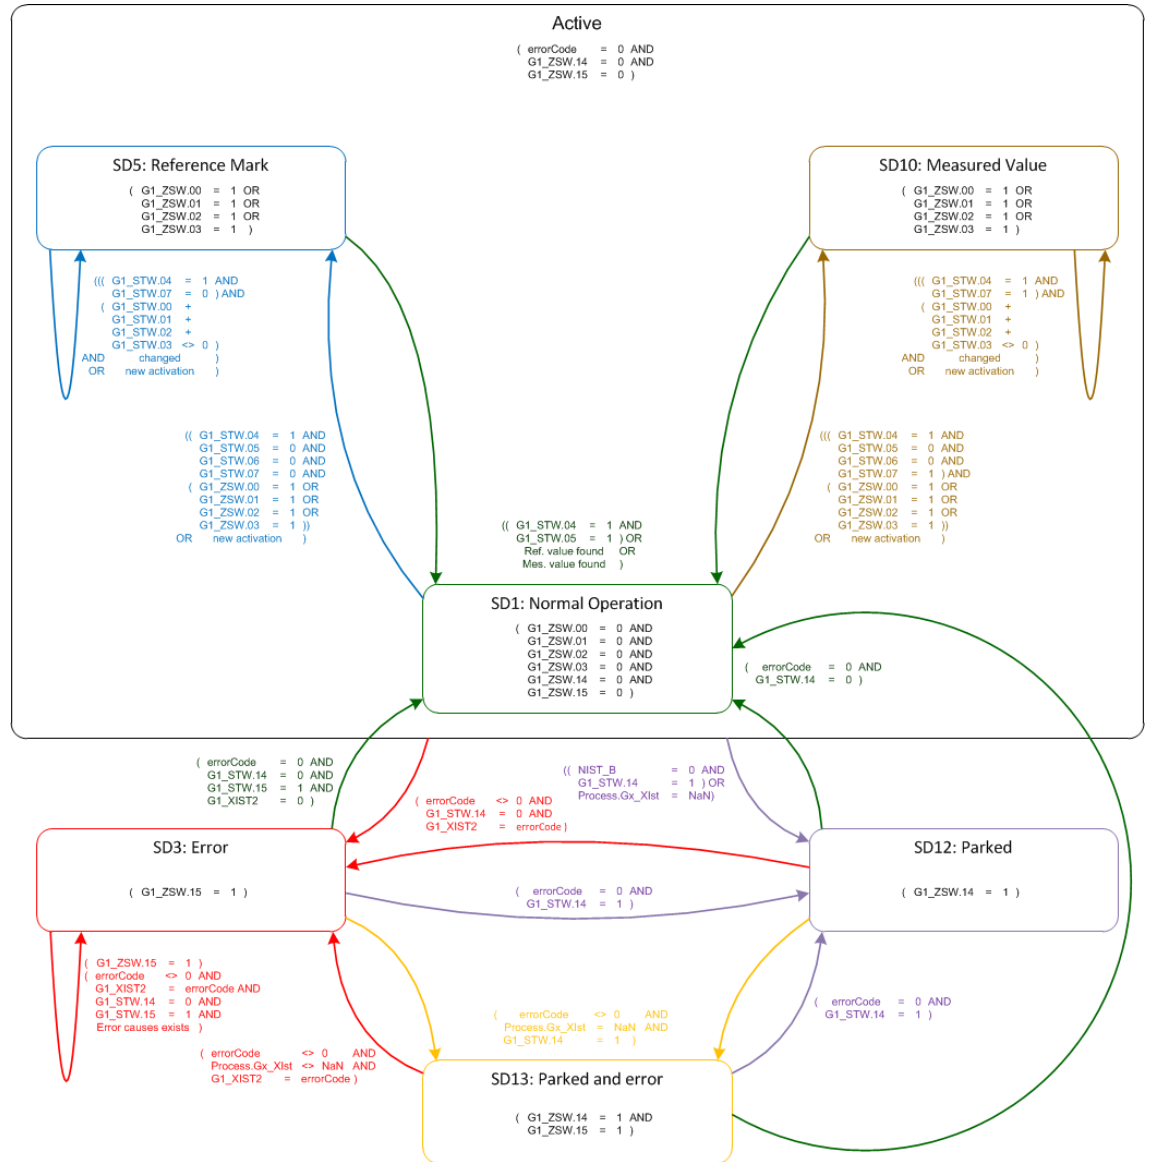 Active
( errorCode = 0 AND
G1_ZSW.14 = 0 AND
G1_ZSW.15 = 0 )
SD5: Reference Mark
( G1_ZSW.00 = 1 OR
G1_ZSW.01 = 1 OR
G1_ZSW.02 = 1 OR
G1_ZSW.03 = 1 )
SD10: Measured Value
( G1_ZSW.00 = 1 OR
G1_ZSW.01 = 1 OR
G1_ZSW.02 = 1 OR
G1_ZSW.03 = 1 )
((( G1_STW.04 = 1 AND
G1_STW.07 = 0 ) AND
( G1_STW.00 +
G1_STW.01 +
G1_STW.02 +
G1_STW.03 <> 0 )
AND changed )
OR new activation )
((( G1_STW.04 = 1 AND
G1_STW.07 = 1 ) AND
( G1_STW.00 +
G1_STW.01 +
G1_STW.02 +
G1_STW.03 <> 0 )
AND changed )
OR new activation )
(( G1_STW.04 = 1 AND
G1_STW.05 = 0 AND
G1_STW.06 = 0 AND
G1_STW.07 = 0 AND
( G1_ZSW.00 = 1 OR
G1_ZSW.01 = 1 OR
G1_ZSW.02 = 1 OR
G1_ZSW.03 = 1 ))
OR new activation )
((( G1_STW.04 = 1 AND
G1_STW.05 = 0 AND
G1_STW.06 = 0 AND
G1_STW.07 = 1 ) AND
( G1_ZSW.00 = 1 OR
G1_ZSW.01 = 1 OR
G1_ZSW.02 = 1 OR
G1_ZSW.03 = 1 ))
OR new activation )
(( G1_STW.04 = 1 AND
G1_STW.05 = 1 ) OR
Ref. value found OR
Mes. value found )
SD1: Normal Operation
( G1_ZSW.00 = 0 AND
G1_ZSW.01 = 0 AND
G1_ZSW.02 = 0 AND
G1_ZSW.03 = 0 AND
G1_ZSW.14 = 0 AND
G1_ZSW.15 = 0 )
( errorCode = 0 AND
G1_STW.14 = 0 )
( errorCode = 0 AND
G1_STW.14 = 0 AND
G1_STW.15 = 1 AND
G1_XIST2 = 0 )
(( NIST_B = 0 AND
G1_STW.14 = 1 ) OR
Process.Gx_XIst = NaN)
( errorCode <> 0 AND
G1_STW.14 = 0 AND
G1_XIST2 = errorCode )
SD3: Error
( G1_ZSW.15 = 1 )
SD12: Parked
( G1_ZSW.14 = 1 )
( errorCode = 0 AND
G1_STW.14 = 1 )
( G1_ZSW.15 = 1 )
( errorCode <> 0 AND
G1_XIST2 = errorCode AND
G1_STW.14 = 0 AND
G1_STW.15 = 1 AND
Error causes exists )
( errorCode = 0 AND
G1_STW.14 = 1 )
( errorCode <> 0 AND
Process.Gx_XIst = NaN AND
G1_STW.14 = 1 )
( errorCode <> 0 AND
Process.Gx_XIst <> NaN AND
G1_XIST2 = errorCode )
SD13: Parked and error
( G1_ZSW.14 = 1 AND
G1_ZSW.15 = 1 )